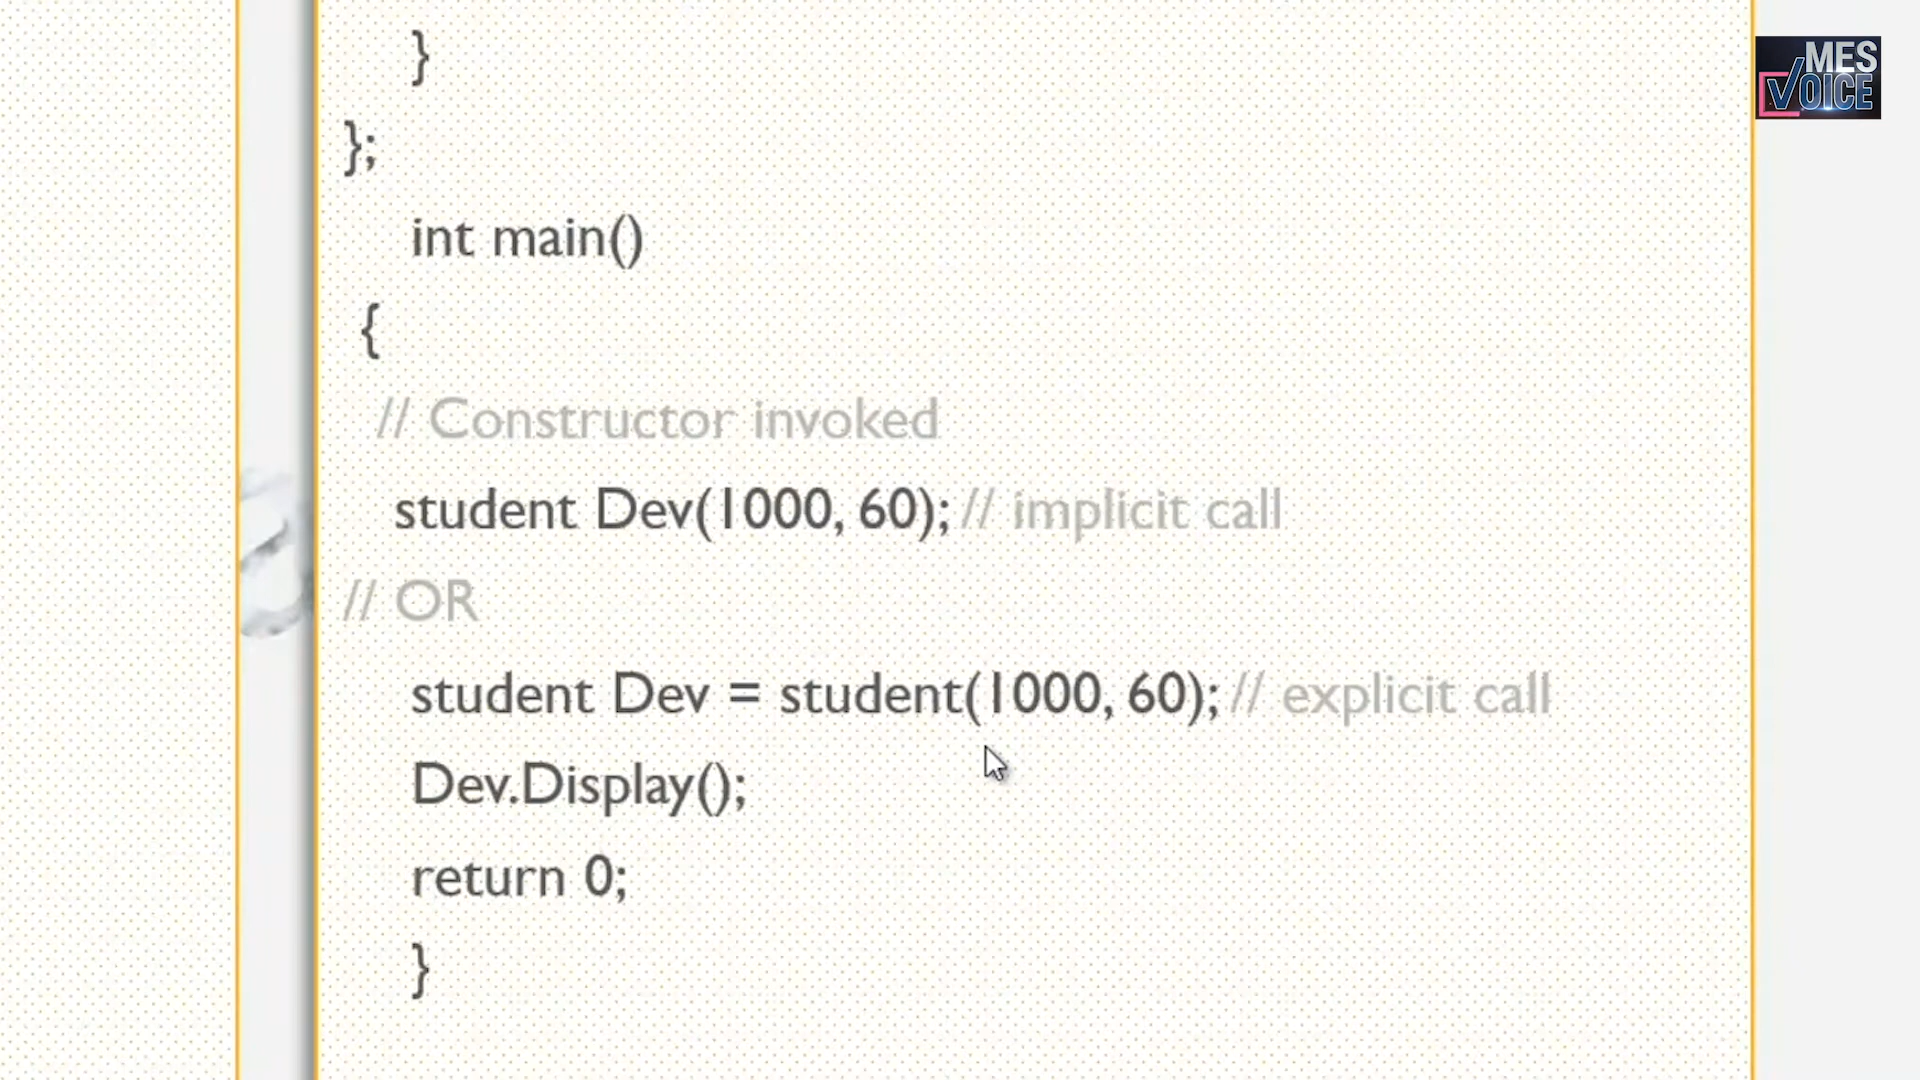 MES
VOICE
}
};
int main()
{
// Constructor invoked
student Dev(1000, 60); // implicit call
// OR
student Dev = student(1000, 60); // explicit call
Dev.Display();
return 0;
}